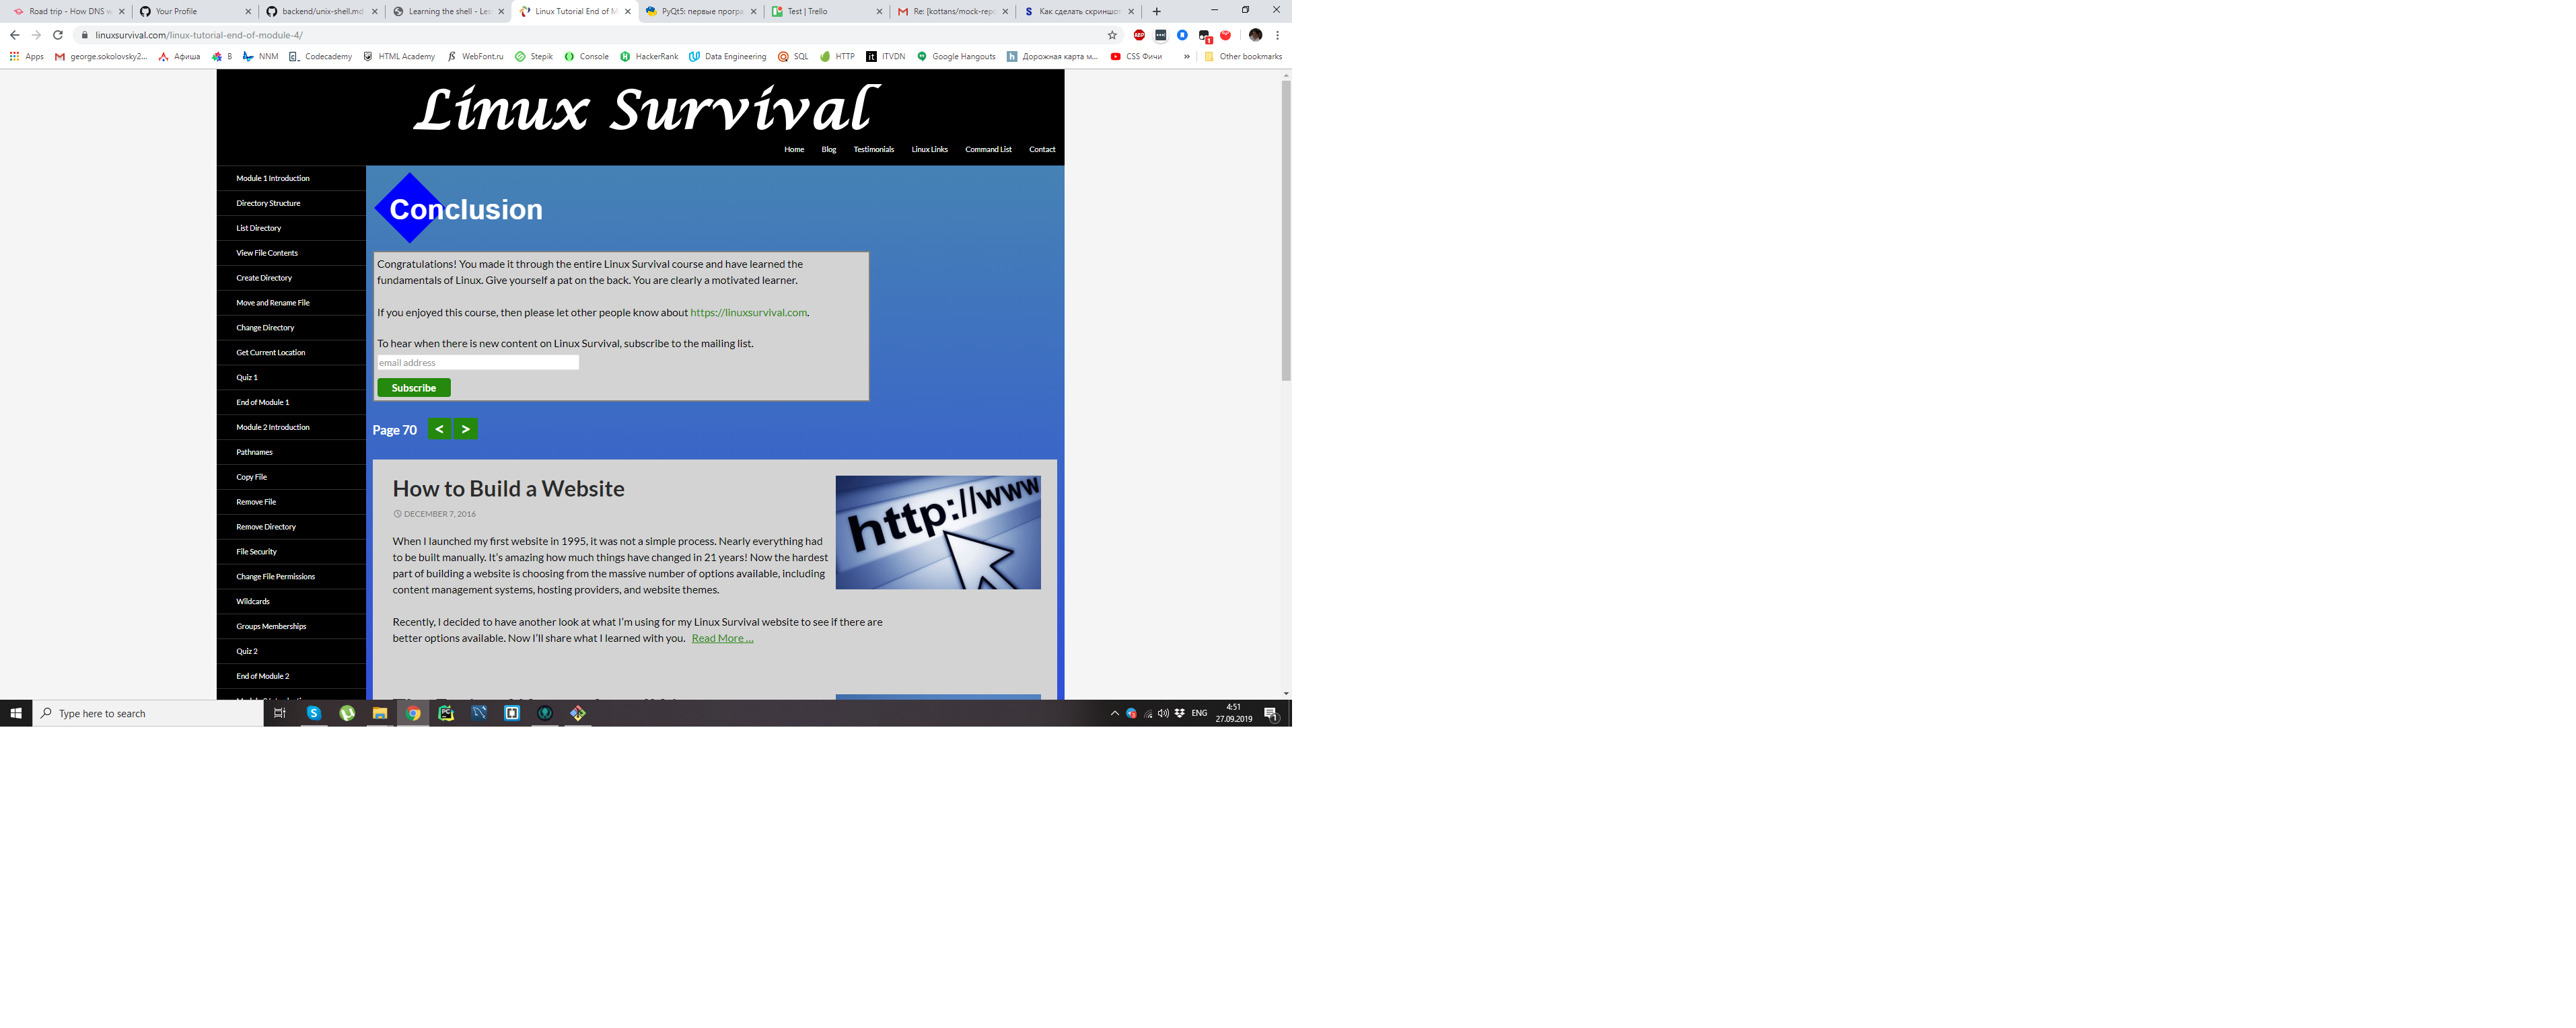 Road trip - How DNS w
Your Profile
backend/unix-shell.md
Learning the shell - Les
Linux Tutorial End of M
PyQt5: первые програ
Test | Trello
Re: [kottans/mock-rep
Как сделать скриншо
linuxsurvival.com/linux-tutorial-end-of-module-4/
ABP
1
Apps
george.sokolovsky2...
Афиша
B
NNM
Codecademy
HTML Academy
WebFont.ru
Stepik
Console
HackerRank
Data Engineering
SQL
HTTP
ITVDN
Google Hangouts
Дорожная карта м...
CSS Фичи
»
Other bookmarks
Linux Survival
Home
Blog
Testimonials
Linux Links
Command List
Contact
Module 1 Introduction
Directory Structure
List Directory
View File Contents
Create Directory
Move and Rename File
Change Directory
Get Current Location
Quiz 1
End of Module 1
Module 2 Introduction
Pathnames
Copy File
Remove File
Remove Directory
File Security
Change File Permissions
Wildcards
Groups Memberships
Quiz 2
End of Module 2
Conclusion
Congratulations! You made it through the entire Linux Survival course and have learned the
fundamentals of Linux. Give yourself a pat on the back. You are clearly a motivated learner.
If you enjoyed this course, then please let other people know about https://linuxsurvival.com.
To hear when there is new content on Linux Survival, subscribe to the mailing list.
email address
Subscribe
Page 70 < >
How to Build a Website
DECEMBER 7, 2016
When I launched my first website in 1995, it was not a simple process. Nearly everything had
to be built manually. It's amazing how much things have changed in 21 years! Now the hardest
part of building a website is choosing from the massive number of options available, including
content management systems, hosting providers, and website themes.
Recently, I decided to have another look at what I'm using for my Linux Survival website to see if there are
better options available. Now I'll share what I learned with you. Read More ...
http://www
Type here to search
ENG
4:51
27.09.2019
1